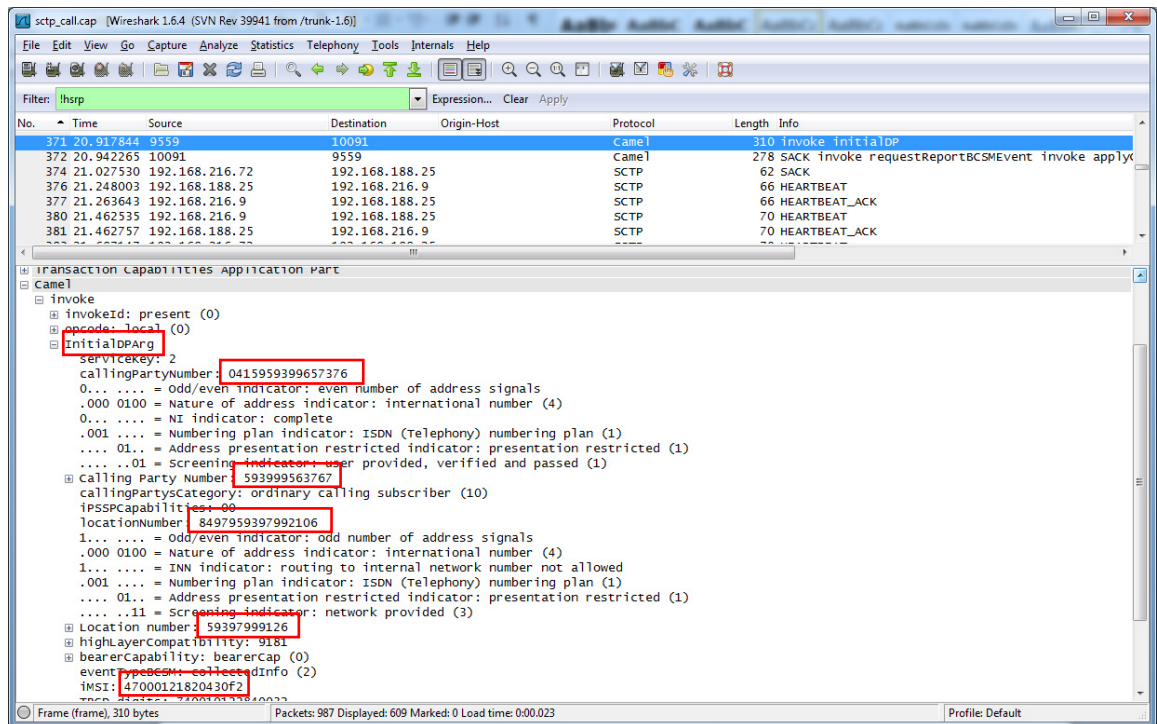 sctp_call.cap [Wireshark 1.6.4 (SVN Rev 39941 from /trunk-1.6)]
File Edit View Go Capture Analyze Statistics Telephony Tools Internals Help
Filter: !hsrp Expression... Clear Apply
No. Time Source Destination Origin-Host Protocol Length Info
371 20.917844 9559 10091 Camel 310 invoke initialDP
372 20.942265 10091 9559 Camel 278 SACK invoke requestReportBCSMEvent invoke apply
374 21.027530 192.168.216.72 192.168.188.25 SCTP 62 SACK
376 21.248003 192.168.188.25 192.168.216.9 SCTP 66 HEARTBEAT
377 21.263643 192.168.216.9 192.168.188.25 SCTP 66 HEARTBEAT_ACK
380 21.462535 192.168.216.9 192.168.188.25 SCTP 70 HEARTBEAT
381 21.462757 192.168.188.25 192.168.216.9 SCTP 70 HEARTBEAT_ACK
Transaction Capabilities Application Part
Camel
invoke
invokeId: present (0)
opcode: local (0)
InitialDPArg
serviceKey: 2
callingPartyNumber: 0415959399657376
0... .... = Odd/even indicator: even number of address signals
.000 0100 = Nature of address indicator: international number (4)
0... .... = NI indicator: complete
.001 .... = Numbering plan indicator: ISDN (Telephony) numbering plan (1)
.... 01.. = Address presentation restricted indicator: presentation restricted (1)
.... ..01 = Screening indicator: user provided, verified and passed (1)
Calling Party Number: 593999563767
callingPartysCategory: ordinary calling subscriber (10)
iPSSPCapabilities: 00
locationNumber: 8497959397992106
1... .... = Odd/even indicator: odd number of address signals
.000 0100 = Nature of address indicator: international number (4)
1... .... = INN indicator: routing to internal network number not allowed
.001 .... = Numbering plan indicator: ISDN (Telephony) numbering plan (1)
.... 01.. = Address presentation restricted indicator: presentation restricted (1)
.... ..11 = Screening indicator: network provided (3)
Location number: 59397999126
highLayerCompatibility: 9181
bearerCapability: bearerCap (0)
eventTypeBCSM: collectedInfo (2)
iMSI: 47000121820430f2
Frame (frame), 310 bytes Packets: 987 Displayed: 609 Marked: 0 Load time: 0:00.023 Profile: Default